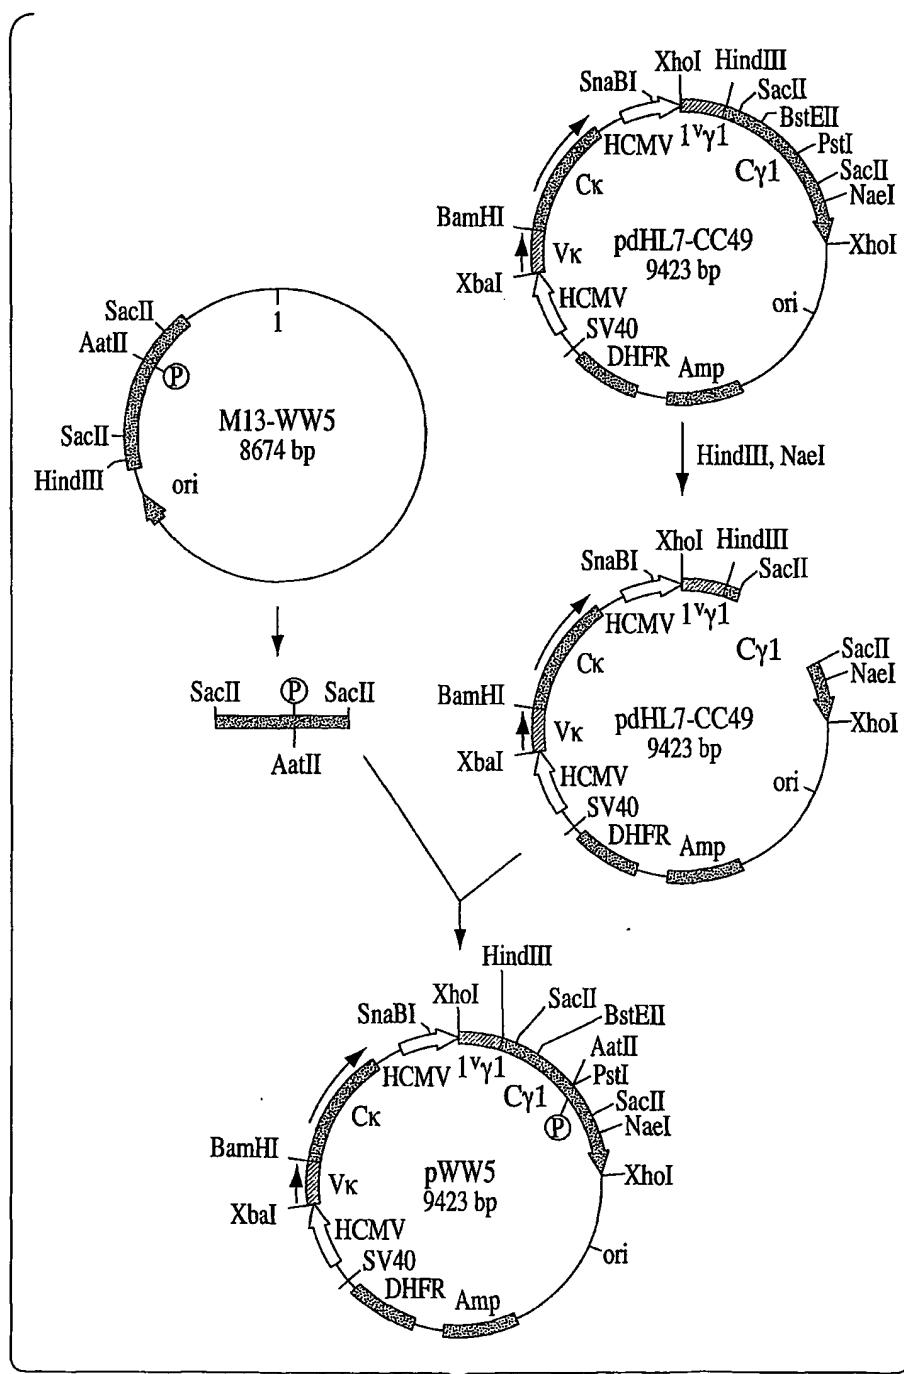 XhoI
HindIII
SnaBI
SacII
BstEII
PstI
HCMV
1ᵛγ1
Cγ1
SacII
NaeI
Cκ
BamHI
pdHL7-CC49
9423 bp
XhoI
Vκ
XbaI
HCMV
ori
SV40
DHFR
Amp
SacII
1
AatII
P
M13-WW5
8674 bp
SacII
HindIII
ori
HindIII, NaeI
XhoI
HindIII
SnaBI
SacII
HCMV
1ᵛγ1
Cγ1
SacII
NaeI
Cκ
BamHI
pdHL7-CC49
9423 bp
XhoI
Vκ
XbaI
HCMV
ori
SV40
DHFR
Amp
SacII
P
SacII
AatII
HindIII
XhoI
SnaBI
SacII
BstEII
AatII
PstI
HCMV
1ᵛγ1
Cγ1
P
SacII
NaeI
Cκ
BamHI
pWW5
9423 bp
XhoI
Vκ
XbaI
HCMV
ori
SV40
DHFR
Amp